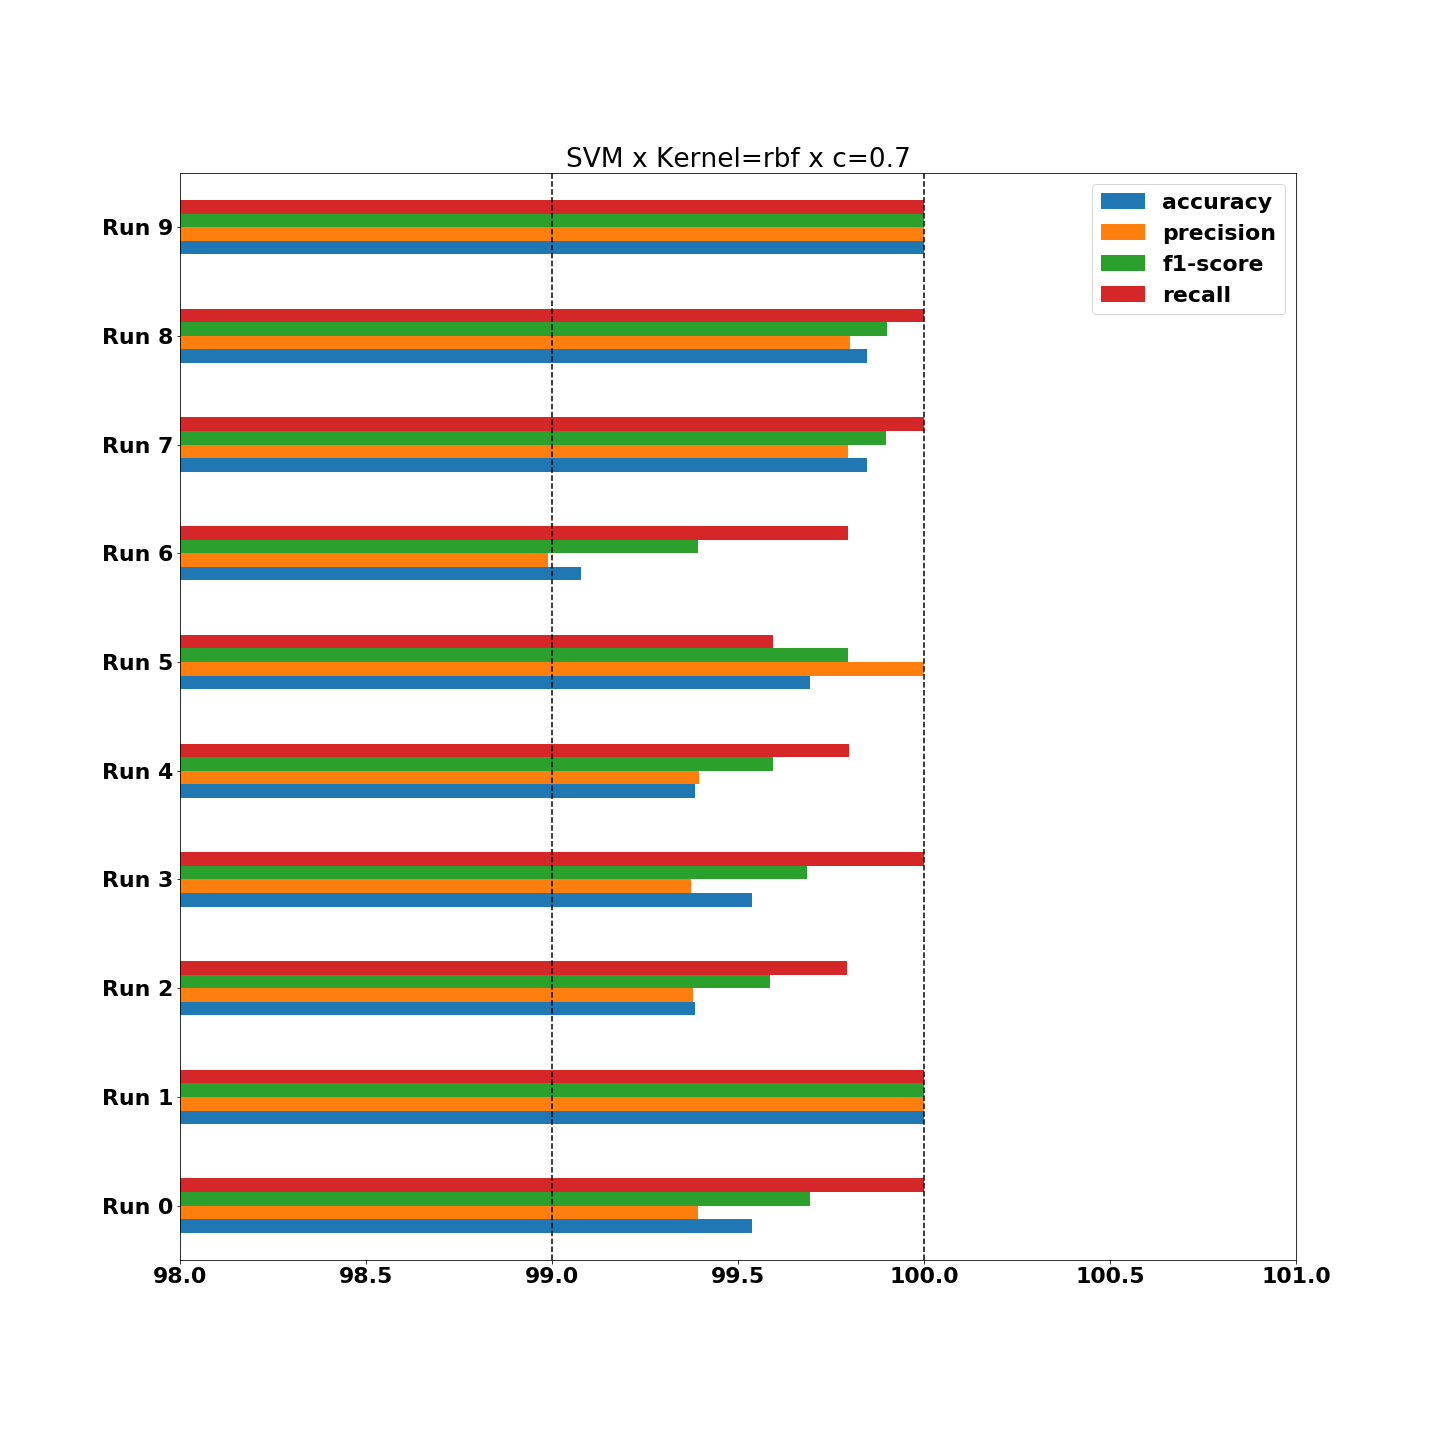 SVM x Kernel=rbf x c=0.7
accuracy
precision
f1-score
recall
Run 9
Run 8
Run 7
Run 6
Run 5
Run 4
Run 3
Run 2
Run 1
Run 0
98.0 98.5 99.0 99.5 100.0 100.5 101.0